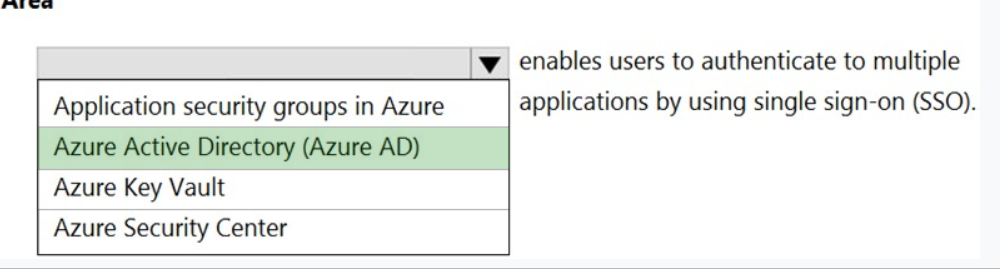 Area
enables users to authenticate to multiple
applications by using single sign-on (SSO).
Application security groups in Azure
Azure Active Directory (Azure AD)
Azure Key Vault
Azure Security Center